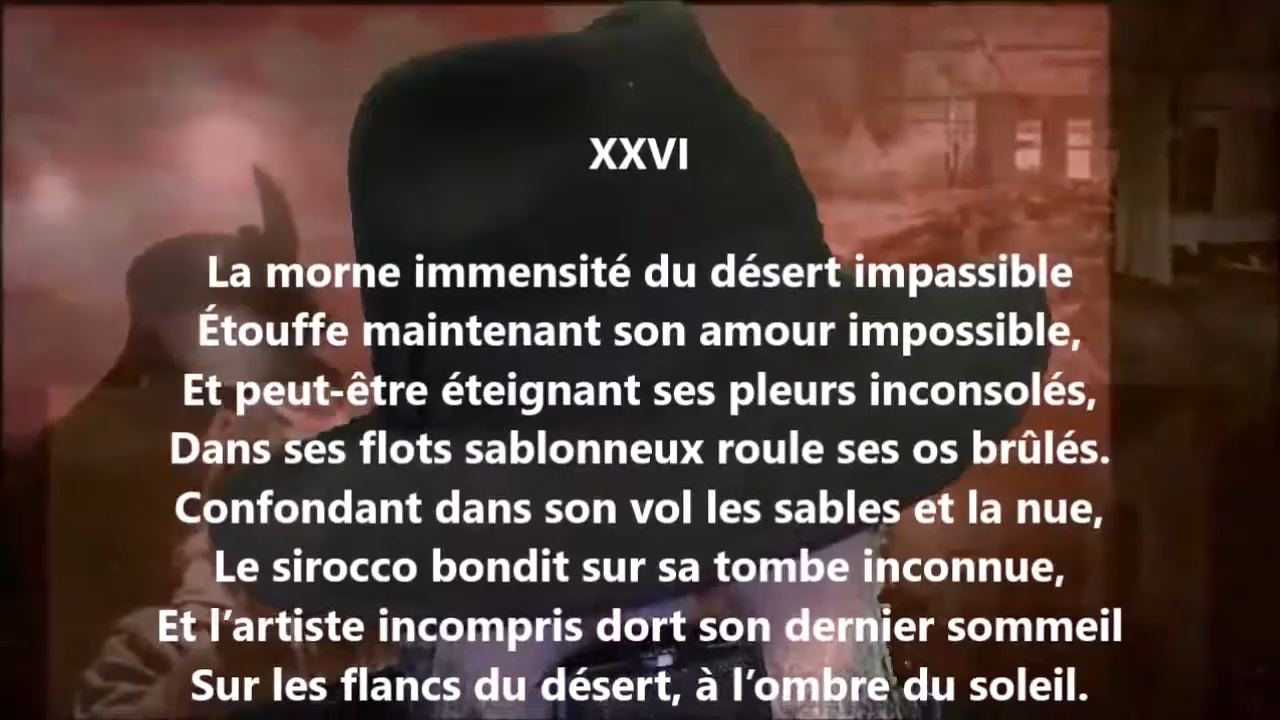 XXVI
La morne immensité du désert impassible
Étouffe maintenant son amour impossible,
Et peut-être éteignant ses pleurs inconsolés,
Dans ses flots sablonneux roule ses os brûlés.
Confondant dans son vol les sables et la nue,
Le sirocco bondit sur sa tombe inconnue,
Et l’artiste incompris dort son dernier sommeil
Sur les flancs du désert, à l’ombre du soleil.